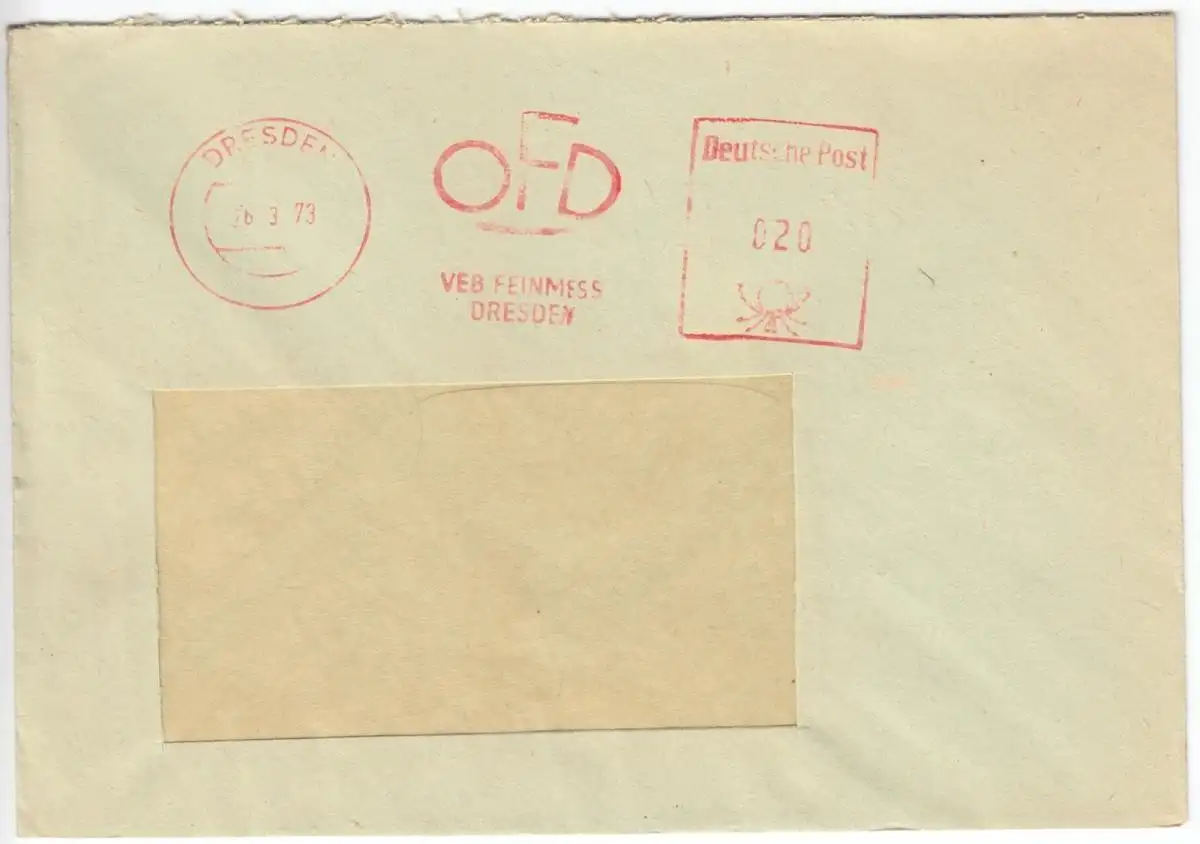 DRESDEN
26 3 73
OFD
VEB FEINMESS
DRESDEN
Deutsche Post
020